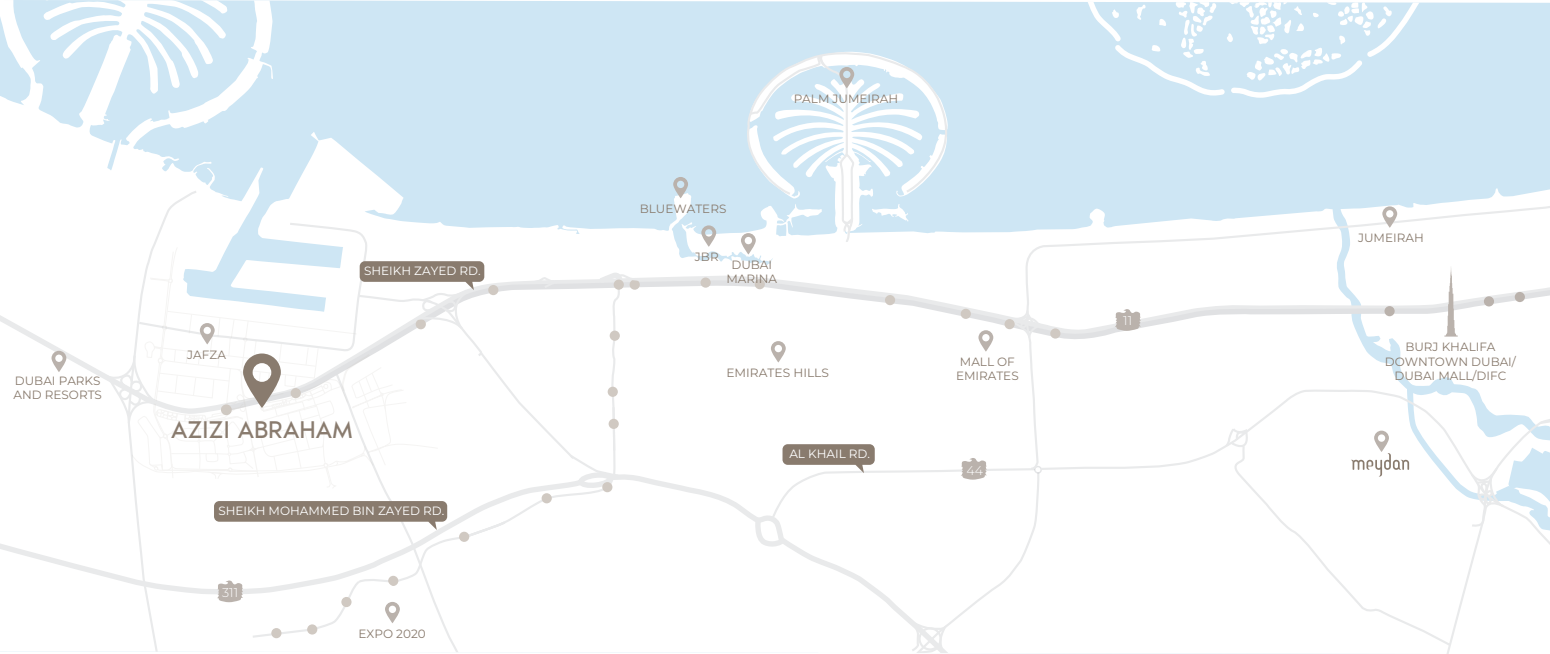 PALM JUMEIRAH
BLUEWATERS
JBR
DUBAI
MARINA
JUMEIRAH
SHEIKH ZAYED RD.
11
JAFZA
DUBAI PARKS
AND RESORTS
AZIZI ABRAHAM
EMIRATES HILLS
MALL OF
EMIRATES
BURJ KHALIFA
DOWNTOWN DUBAI/
DUBAI MALL/DIFC
AL KHAIL RD.
44
meydan
SHEIKH MOHAMMED BIN ZAYED RD.
311
EXPO 2020